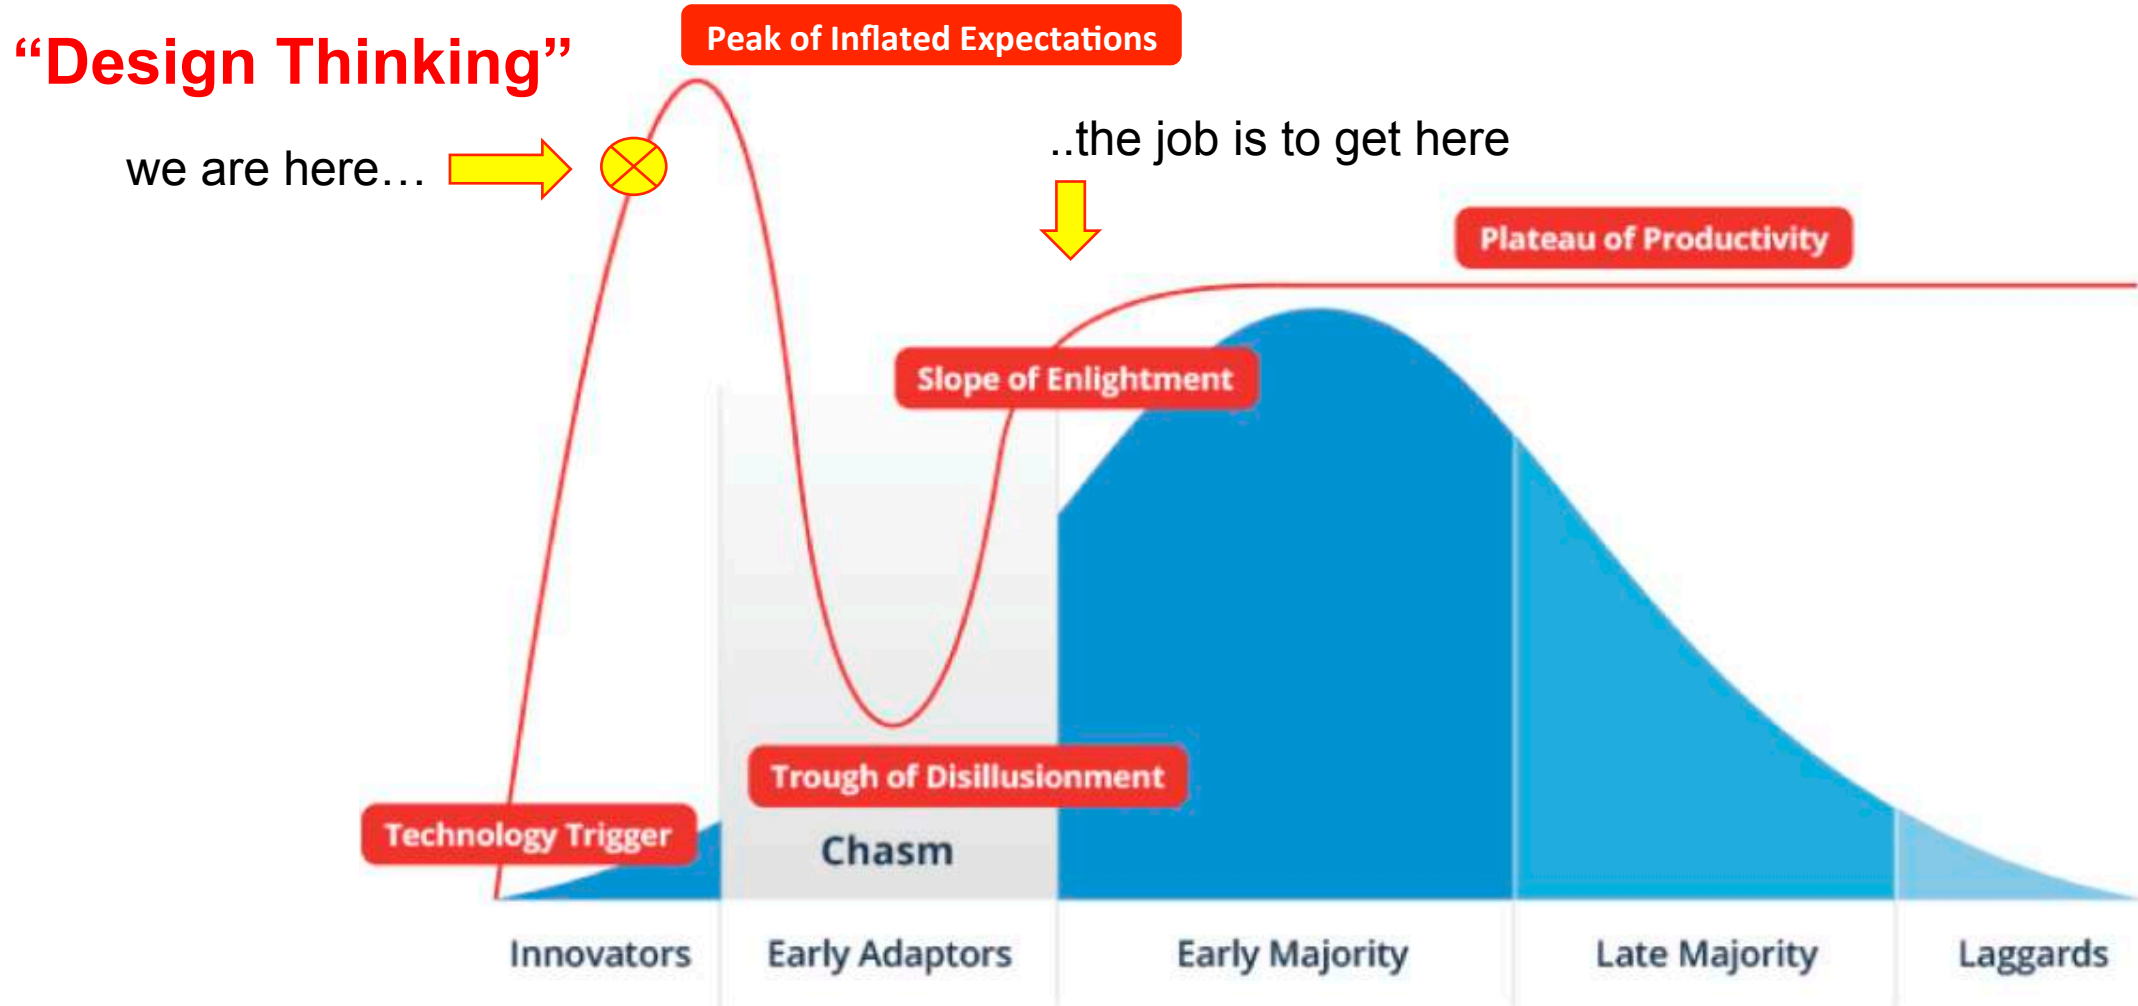 “Design Thinking”
Peak of Inflated Expectations
we are here…
..the job is to get here
Plateau of Productivity
Slope of Enlightment
Trough of Disillusionment
Technology Trigger
Chasm
Innovators
Early Adaptors
Early Majority
Late Majority
Laggards